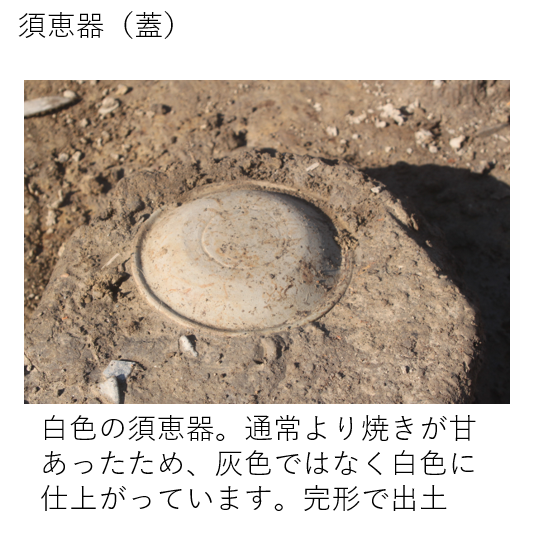 須恵器（蓋）
白色の須恵器。通常より焼きが甘
あったため、灰色ではなく白色に
仕上がっています。完形で出土